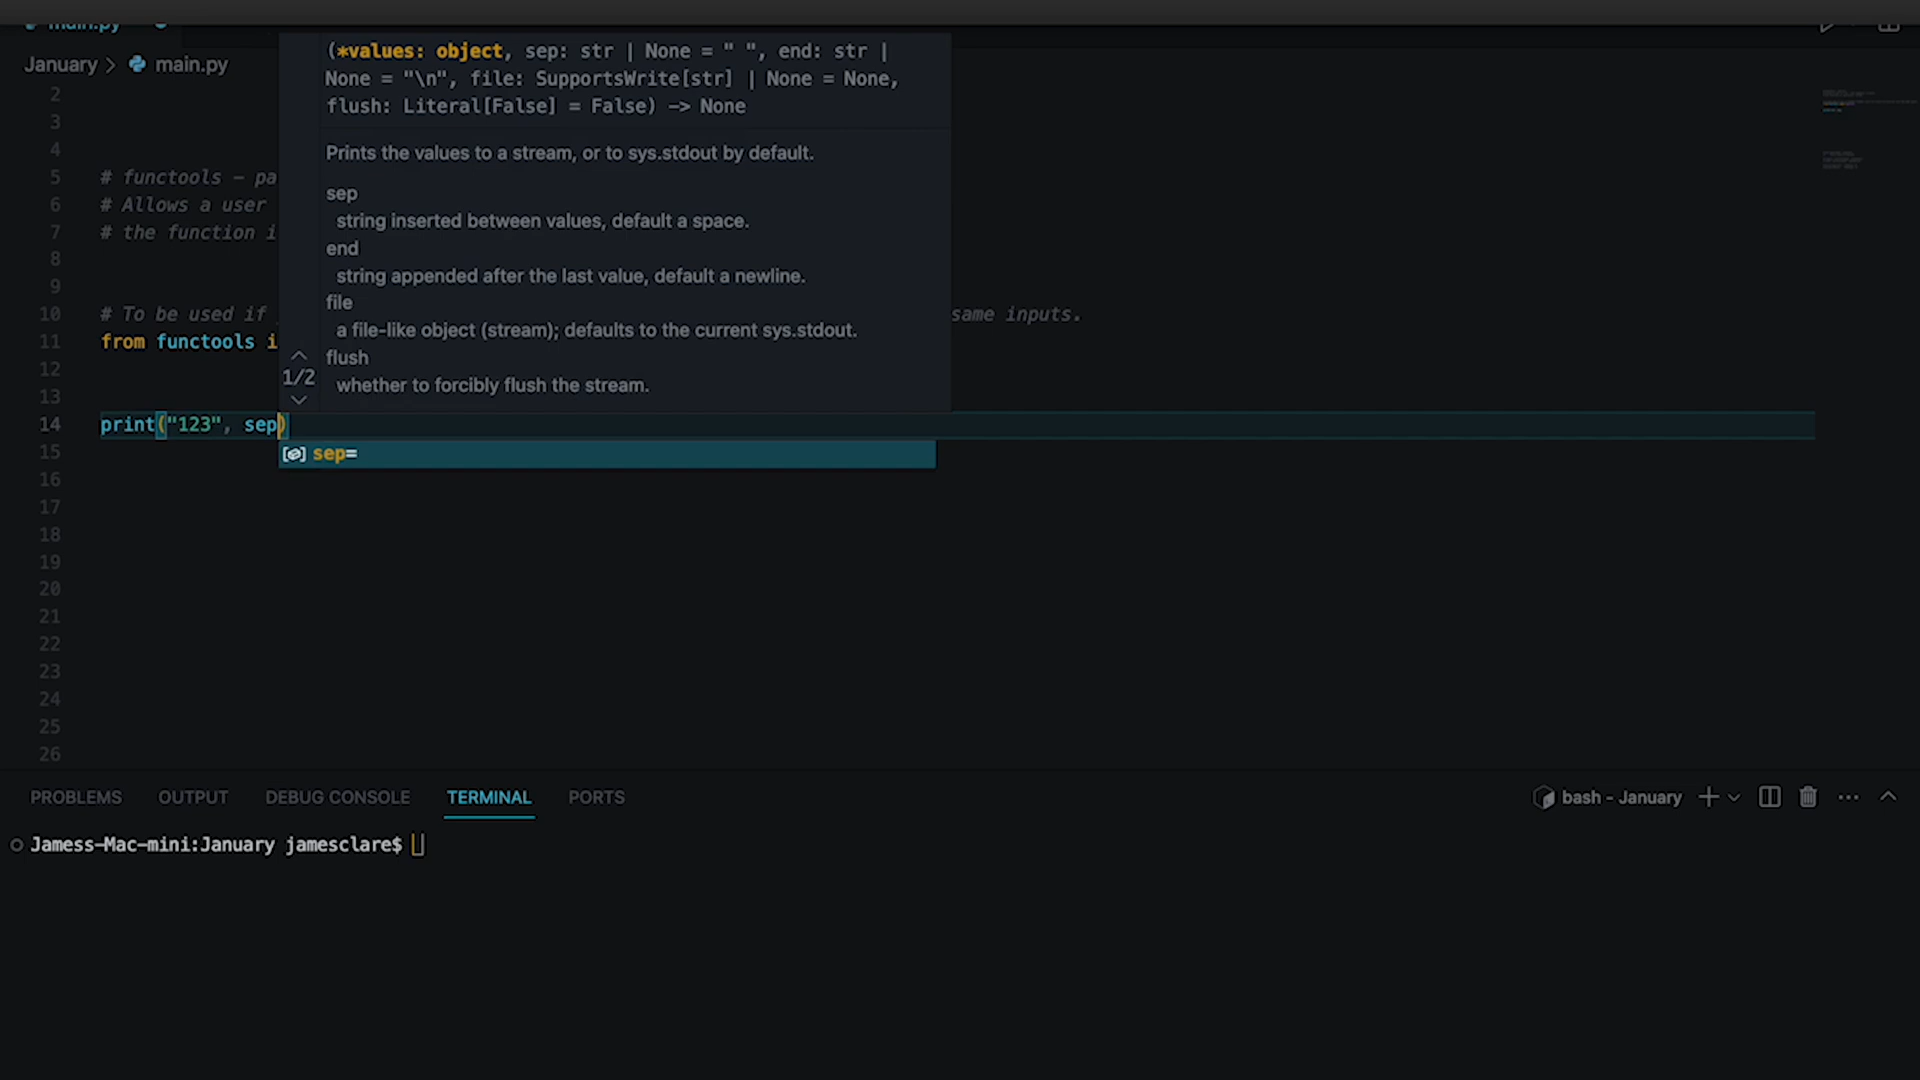 main.py
January > main.py
(*values: object, sep: str | None = " ", end: str |
None = "\n", file: SupportsWrite[str] | None = None,
flush: Literal[False] = False) -> None
Prints the values to a stream, or to sys.stdout by default.
sep
string inserted between values, default a space.
end
string appended after the last value, default a newline.
file
a file-like object (stream); defaults to the current sys.stdout.
flush
whether to forcibly flush the stream.
1/2
2
3
4
5 # functools - pa
6 # Allows a user
7 # the function i
8
9
10 # To be used if same inputs.
11 from functools i
12
13
14 print("123", sep)
sep=
15
16
17
18
19
20
21
22
23
24
25
26
PROBLEMS OUTPUT DEBUG CONSOLE TERMINAL PORTS bash - January
Jamess-Mac-mini:January jamesclare$